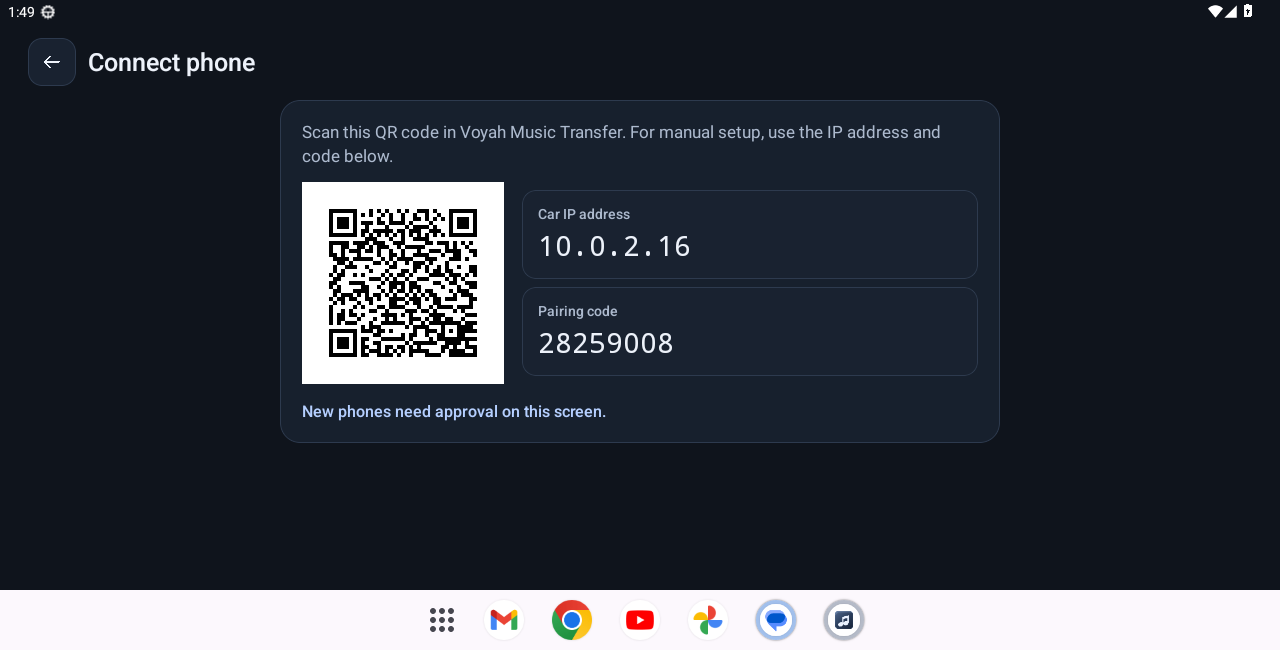 1:49
Connect phone
Scan this QR code in Voyah Music Transfer. For manual setup, use the IP address and
code below.
Car IP address
10.0.2.16
Pairing code
28259008
New phones need approval on this screen.